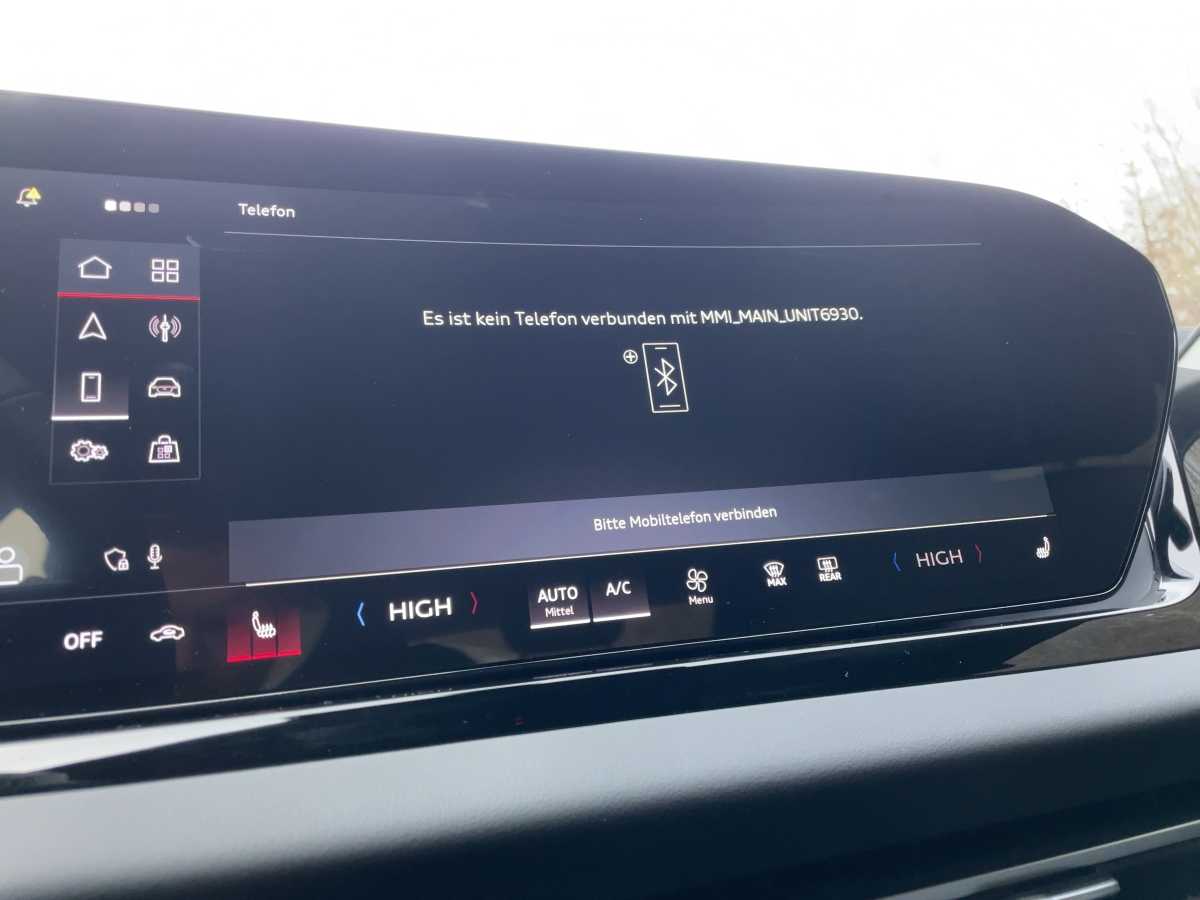 Telefon
Es ist kein Telefon verbunden mit MMI_MAIN_UNIT6930.
Bitte Mobiltelefon verbinden
OFF
HIGH
AUTO
Mittel
A/C
Menu
MAX
REAR
HIGH